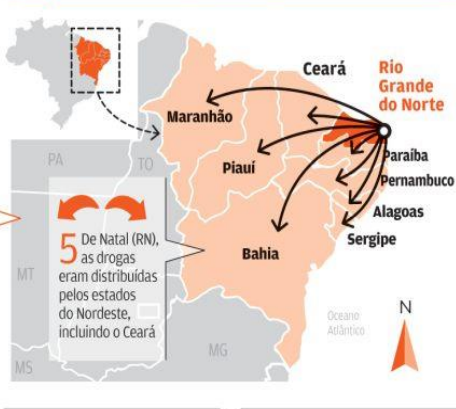 Ceará
Rio
Grande
do Norte
Maranhão
PA
TO
Piauí
Paraíba
Pernambuco
Alagoas
Sergipe
Bahia
5 De Natal (RN),
as drogas
eram distribuídas
pelos estados
do Nordeste,
incluindo o Ceará
MT
MS
MG
Oceano
Atlântico
N